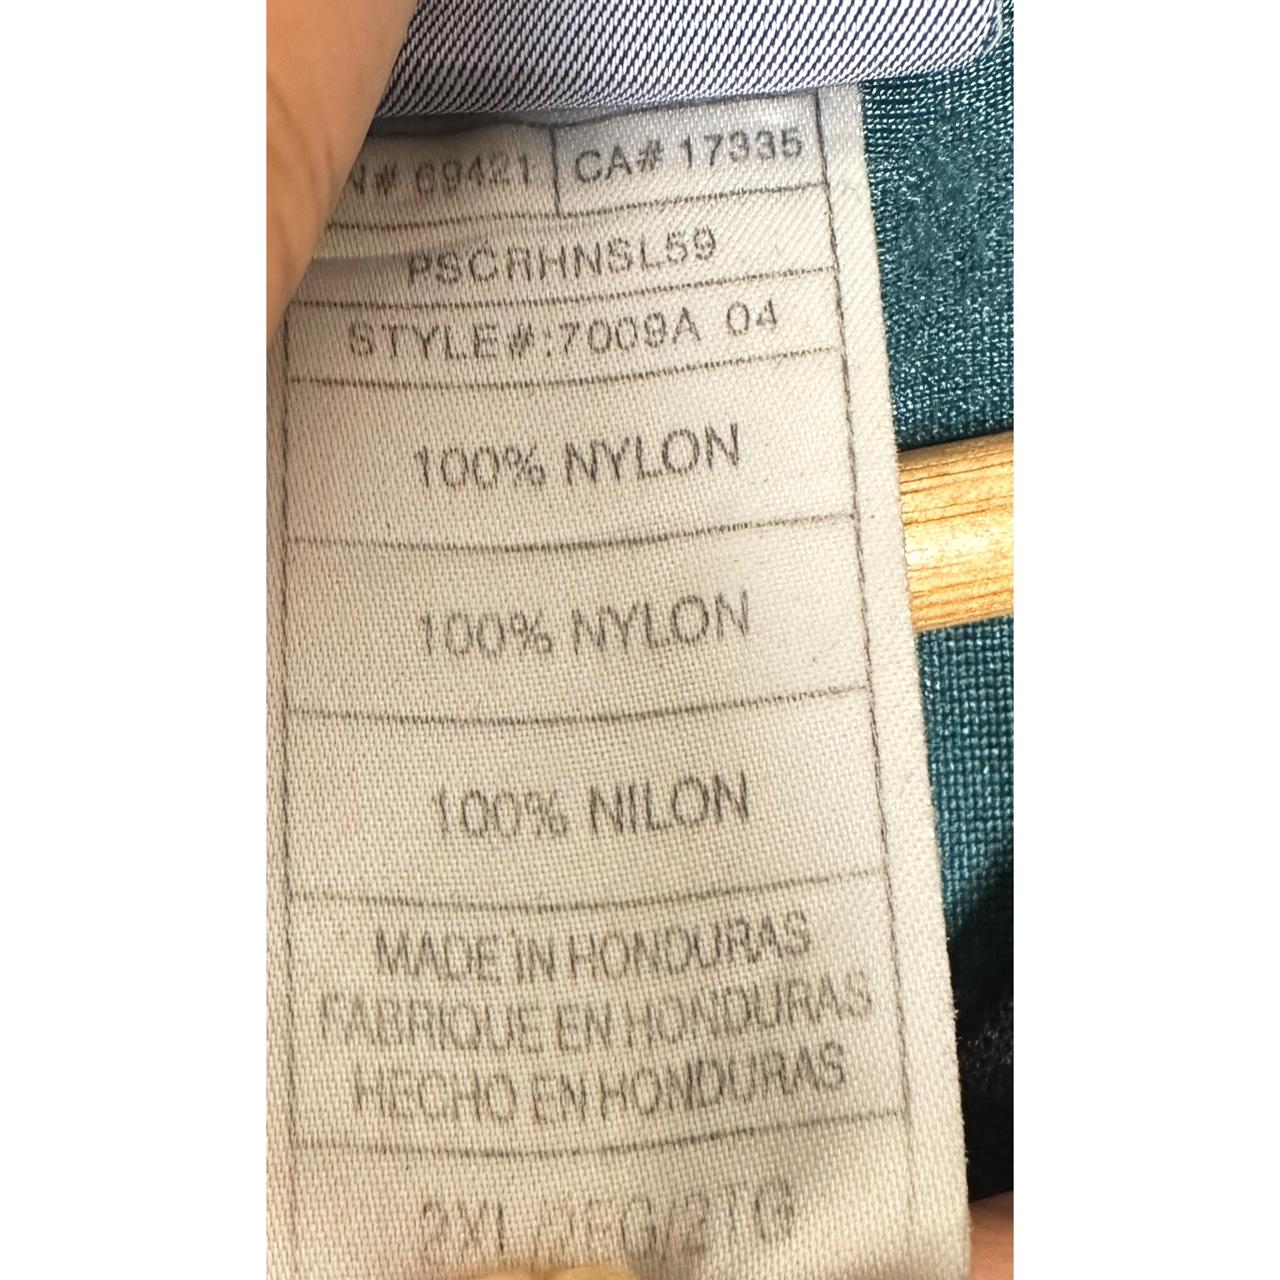 N# 69421 CA# 17335
PSCRHNSL59
STYLE#:7009A 04
100% NYLON
100% NYLON
100% NILON
MADE IN HONDURAS
FABRIQUE EN HONDURAS
HECHO EN HONDURAS
2XL